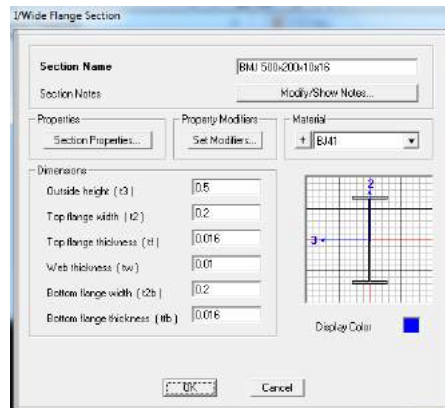 I/Wide Flange Section
Section Name
BMJ 500x200x10x16
Section Notes
Modify/Show Notes...
Properties
Property Modifiers
Material
Section Properties...
Set Modifiers...
+
BJ41
Dimensions
Outside height ( t3 )
0.5
Top flange width ( t2 )
0.2
Top flange thickness ( tf )
0.016
Web thickness ( tw )
0.01
Bottom flange width ( t2b )
0.2
Bottom flange thickness ( tfb )
0.016
2
3
Display Color
OK
Cancel